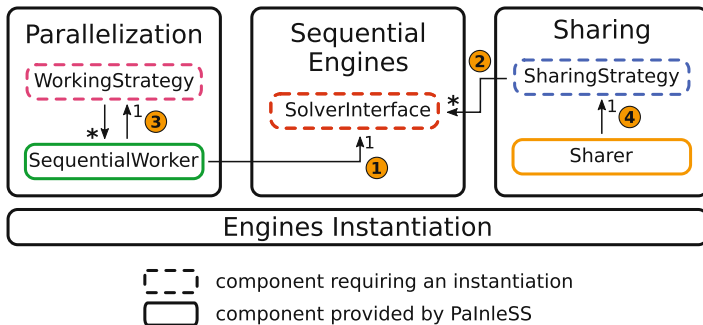 Parallelization
WorkingStrategy
*
1
3
SequentialWorker
Sequential
Engines
SolverInterface
*
1
1
2
Sharing
SharingStrategy
1
4
Sharer
Engines Instantiation
component requiring an instantiation
component provided by PaInleSS